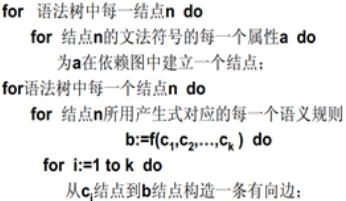 for 语法树中每一结点n do
for 结点n的文法符号的每一个属性a do
为a在依赖图中建立一个结点;
for语法树中每一个结点n do
for 结点n所用产生式对应的每一个语义规则
b:=f(c₁,c₂,...,cₖ ) do
for i:=1 to k do
从cᵢ结点到b结点构造一条有向边;